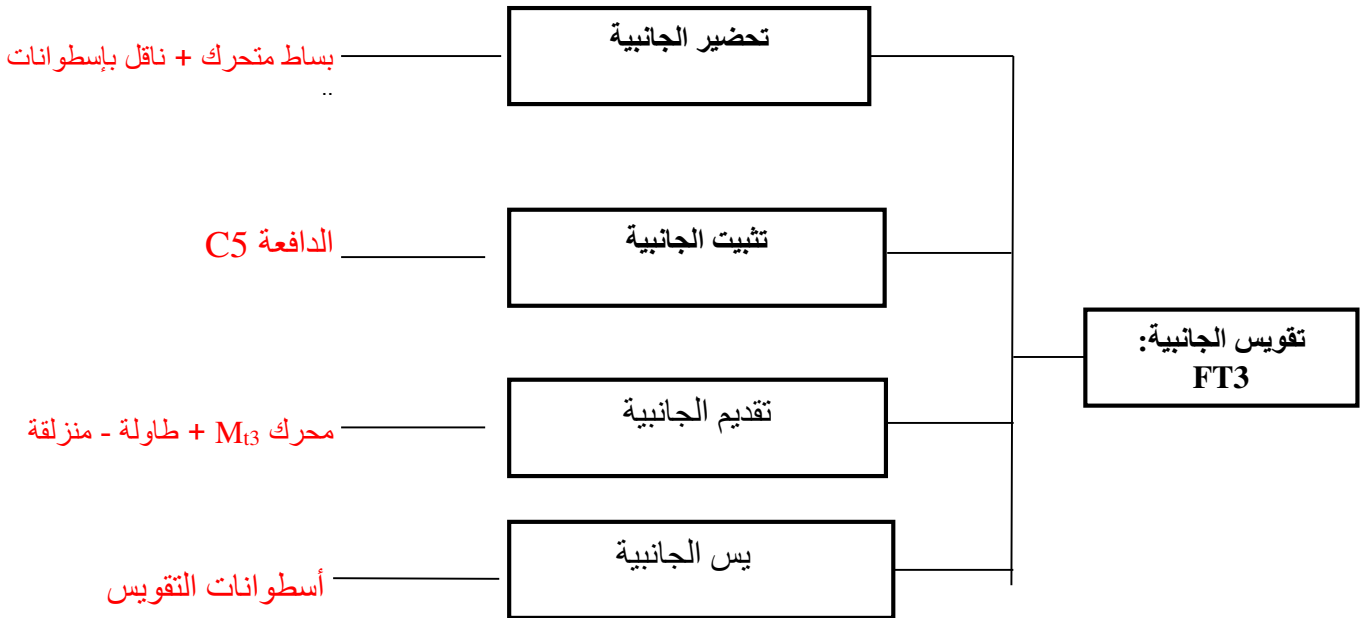 تحضير الجانبية
بساط متحرك + ناقل بإسطوانات
..
تثبيت الجانبية
الدافعة C5
تقويس الجانبية:
FT3
تقديم الجانبية
محرك Mt3 + طاولة - منزلقة
يس الجانبية
أسطوانات التقويس